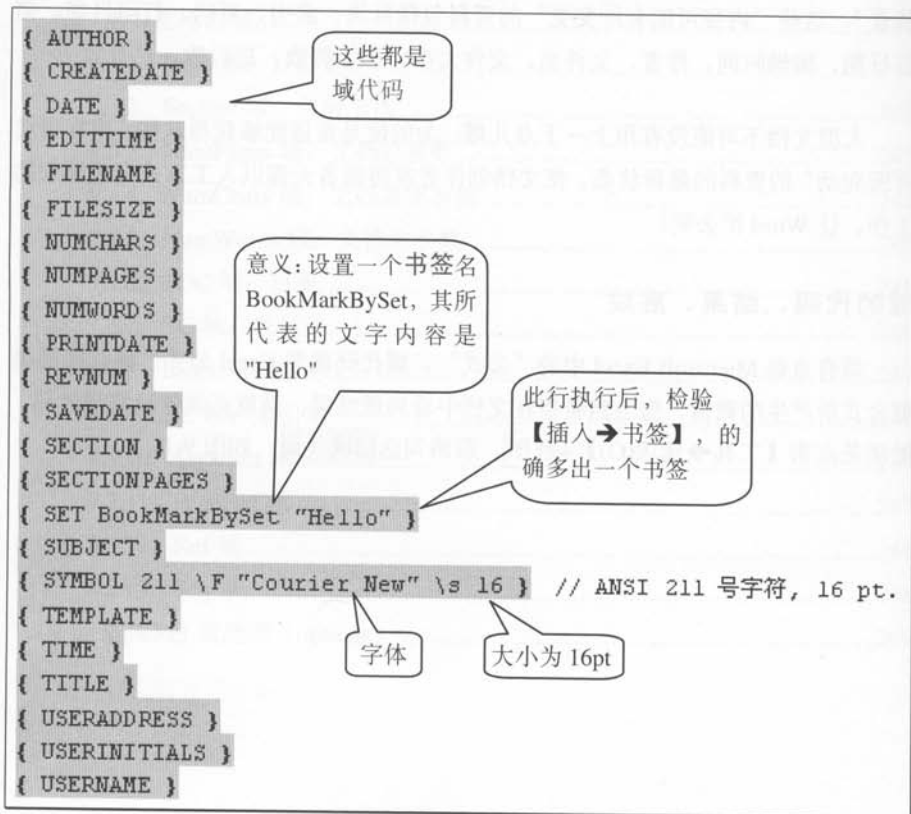 { AUTHOR }
{ CREATEDATE }
{ DATE }
{ EDITTIME }
{ FILENAME }
{ FILESIZE }
{ NUMCHARS }
{ NUMPAGES }
{ NUMWORDS }
{ PRINTDATE }
{ REVNUM }
{ SAVEDATE }
{ SECTION }
{ SECTIONPAGES }
{ SET BookMarkBySet "Hello" }
{ SUBJECT }
{ SYMBOL 211 \F "Courier New" \s 16 } // ANSI 211 号字符, 16 pt.
{ TEMPLATE }
{ TIME }
{ TITLE }
{ USERADDRESS }
{ USERINITIALS }
{ USERNAME }
这些都是
域代码
意义:设置一个书签名
BookMarkBySet，其所
代表的文字内容是
"Hello"
此行执行后，检验
【插入➔书签】，的
确多出一个书签
字体
大小为 16pt